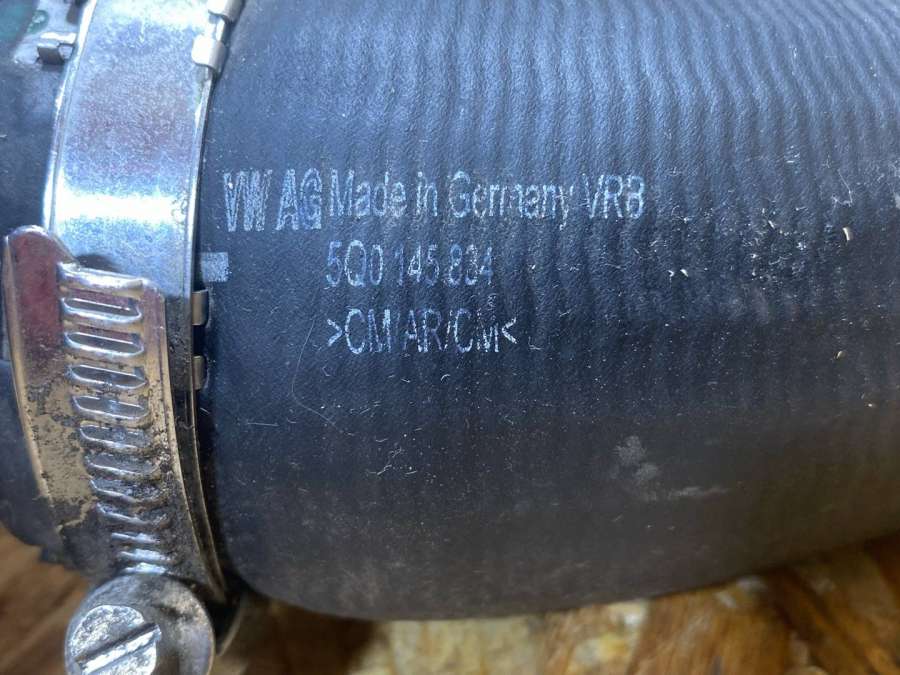 VW AG Made in Germany VRB
5Q0 145 834
>CM/AR/CM<